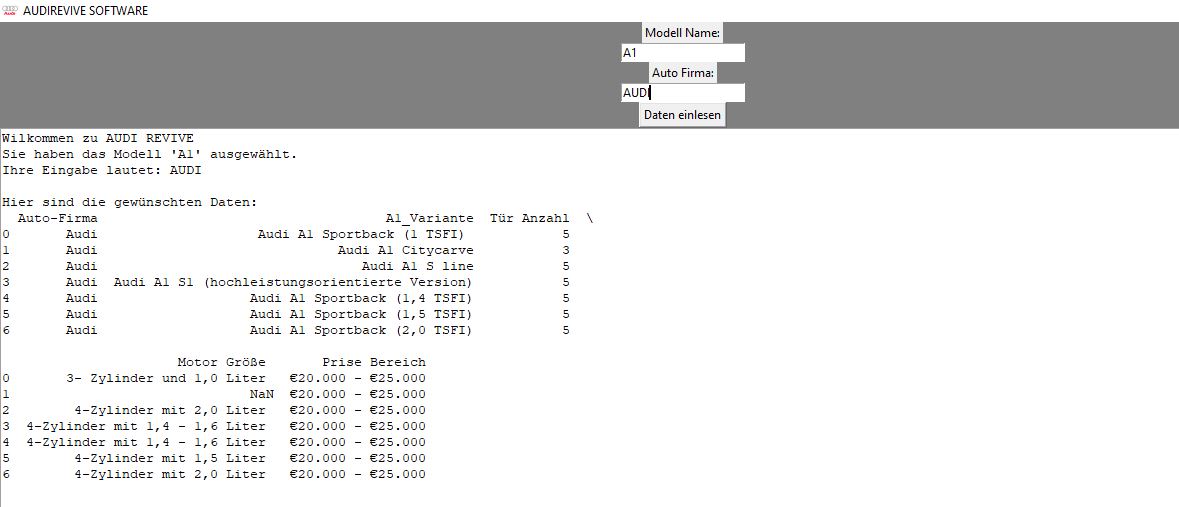 Audi AUDIREVIVE SOFTWARE
Modell Name:
A1
Auto Firma:
AUDI
Daten einlesen
Wilkommen zu AUDI REVIVE
Sie haben das Modell 'A1' ausgewählt.
Ihre Eingabe lautet: AUDI
Hier sind die gewünschten Daten:
Auto-Firma A1_Variante Tür Anzahl \
0 Audi Audi A1 Sportback (1 TSFI) 5
1 Audi Audi A1 Citycarve 3
2 Audi Audi A1 S line 5
3 Audi Audi A1 S1 (hochleistungsorientierte Version) 5
4 Audi Audi A1 Sportback (1,4 TSFI) 5
5 Audi Audi A1 Sportback (1,5 TSFI) 5
6 Audi Audi A1 Sportback (2,0 TSFI) 5
Motor Größe Prise Bereich
0 3- Zylinder und 1,0 Liter €20.000 - €25.000
1 NaN €20.000 - €25.000
2 4-Zylinder mit 2,0 Liter €20.000 - €25.000
3 4-Zylinder mit 1,4 - 1,6 Liter €20.000 - €25.000
4 4-Zylinder mit 1,4 - 1,6 Liter €20.000 - €25.000
5 4-Zylinder mit 1,5 Liter €20.000 - €25.000
6 4-Zylinder mit 2,0 Liter €20.000 - €25.000